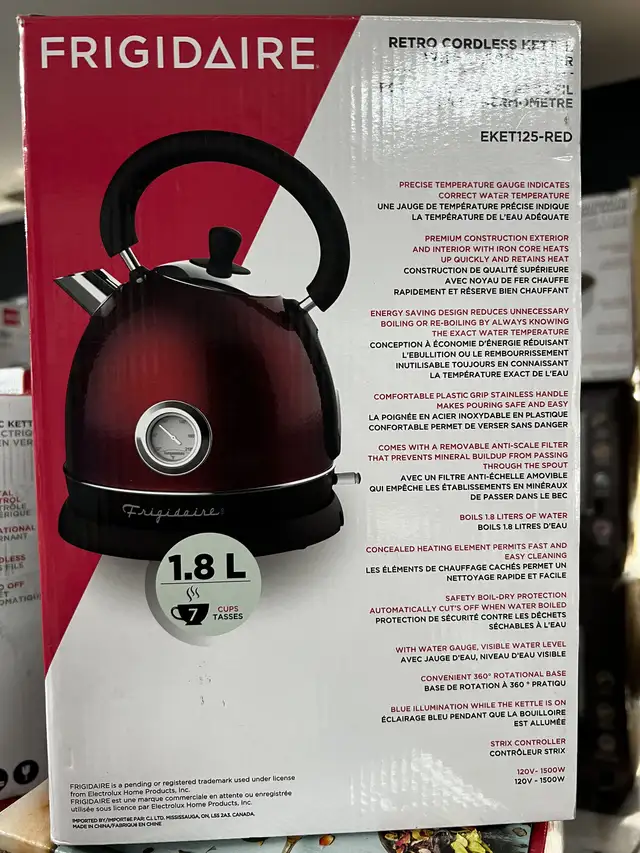 FRIGIDAIRE
RETRO CORDLESS KETTLE
THERMOMETRE
EKET125-RED
PRECISE TEMPERATURE GAUGE INDICATES
CORRECT WATER TEMPERATURE
UNE JAUGE DE TEMPÉRATURE PRÉCISE INDIQUE
LA TEMPÉRATURE DE L'EAU ADÉQUATE
PREMIUM CONSTRUCTION EXTERIOR
AND INTERIOR WITH IRON CORE HEATS
UP QUICKLY AND RETAINS HEAT
CONSTRUCTION DE QUALITÉ SUPÉRIEURE
AVEC NOYAU DE FER CHAUFFE
RAPIDEMENT ET RÉSERVE BIEN CHAUFFANT
ENERGY SAVING DESIGN REDUCES UNNECESSARY
BOILING OR RE-BOILING BY ALWAYS KNOWING
THE EXACT WATER TEMPERATURE
CONCEPTION À ÉCONOMIE D'ÉNERGIE RÉDUISANT
L'EBULLITION OU LE REMBOURRISSEMENT
INUTILISABLE TOUJOURS EN CONNAISSANT
LA TEMPÉRATURE EXACT DE L'EAU
COMFORTABLE PLASTIC GRIP STAINLESS HANDLE
MAKES POURING SAFE AND EASY
LA POIGNÉE EN ACIER INOXYDABLE EN PLASTIQUE
CONFORTABLE PERMET DE VERSER SANS DANGER
COMES WITH A REMOVABLE ANTI-SCALE FILTER
THAT PREVENTS MINERAL BUILDUP FROM PASSING
THROUGH THE SPOUT
AVEC UN FILTRE ANTI-ÉCHELLE AMOVIBLE
QUI EMPÊCHE LES ÉTABLISSEMENTS EN MINÉRAUX
DE PASSER DANS LE BEC
BOILS 1.8 LITERS OF WATER
BOILS 1.8 LITRES D'EAU
CONCEALED HEATING ELEMENT PERMITS FAST AND
EASY CLEANING
LES ÉLÉMENTS DE CHAUFFAGE CACHÉS PERMET UN
NETTOYAGE RAPIDE ET FACILE
SAFETY BOIL-DRY PROTECTION
AUTOMATICALLY CUT'S OFF WHEN WATER BOILED
PROTECTION DE SÉCURITÉ CONTRE LES DÉCHETS
SÉCHABLES À L'EAU
WITH WATER GAUGE, VISIBLE WATER LEVEL
AVEC JAUGE D'EAU, NIVEAU D'EAU VISIBLE
CONVENIENT 360° ROTATIONAL BASE
BASE DE ROTATION À 360 ° PRATIQU
BLUE ILLUMINATION WHILE THE KETTLE IS ON
ÉCLAIRAGE BLEU PENDANT QUE LA BOUILLOIRE
EST ALLUMÉE
STRIX CONTROLLER
CONTRÔLEUR STRIX
120V- 1500W
120V - 1500W
Frigidaire
1.8 L
7
CUPS
TASSES
FRIGIDAIRE is a pending or registered trademark used under license
from Electrolux Home Products, Inc.
FRIGIDAIRE est une marque commerciale en attente ou enregistrée
utilisée sous licence par Electrolux Home Products, Inc.
IMPORTED BY/IMPORTÉE PAR: C.J. LTD. MISSISSAUGA, ON, L5S 2A3. CANADA.
MADE IN CHINA/FABRIQUÉ EN CHINE